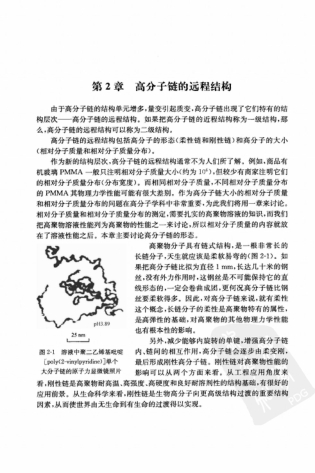 第 2 章　高分子链的远程结构
由于高分子链的结构单元增多,量变引起质变,高分子链出现了它们特有的结
构层次——高分子链的远程结构。如果把高分子链的近程结构称为一级结构,那
么,高分子链的远程结构可以称为二级结构。
高分子链的远程结构包括高分子的形态(柔性链和刚性链)和高分子的大小
(相对分子质量和相对分子质量分布)。
作为新的结构层次,高分子链的远程结构通常不为人们所了解。例如,商品有
机玻璃 PMMA 一般只注明相对分子质量大小(约为 10⁶),但较少有商家注明它们
的相对分子质量分布(分布宽度)。而相同相对分子质量,不同相对分子质量分布
的 PMMA 其物理力学性能可能有很大差别。作为高分子链大小的相对分子质量
和相对分子质量分布的问题在高分子学科中非常重要,为此我们将用一章来讨论。
相对分子质量和相对分子质量分布的测定,需要扎实的高聚物溶液的知识,而我们
把高聚物溶液性能列为高聚物的性能之一来讨论,所以相对分子质量的内容就放
在了溶液性能之后。本章主要讨论高分子链的形态。
高聚物分子具有链式结构,是一根非常长的
长链分子,天生就应该是柔软易弯的(图 2-1)。如
果把高分子链比拟为直径 1 mm,长达几十米的钢
丝,没有外力作用时,这钢丝是不可能保持它的直
线形态的,一定会卷曲成团,更何况高分子链比钢
丝要柔软得多。因此,对高分子链来说,就有柔性
这个概念,长链分子的柔性是高聚物特有的属性,
是高弹性的基础,对高聚物的其他物理力学性能
也有根本性的影响。
另外,减少能够内旋转的单键,增强高分子链
内、链间的相互作用,高分子链会逐步由柔变刚,
最后形成刚性高分子链。刚性链对高聚物性能的
影响可以从两个方面来看。从工程应用角度来
pH3.89
25 nm
图 2-1　溶液中聚二乙烯基吡啶
[poly(2-vinylpyridine)]单个
大分子链的原子力显微镜照片
看,刚性链是高聚物耐高温、高强度、高硬度和良好耐溶剂性的结构基础,有很好的
应用前景。从生命科学来看,刚性链是生物高分子向更高级结构过渡的重要结构
因素,从而使世界由无生命到有生命的过渡得以实现。